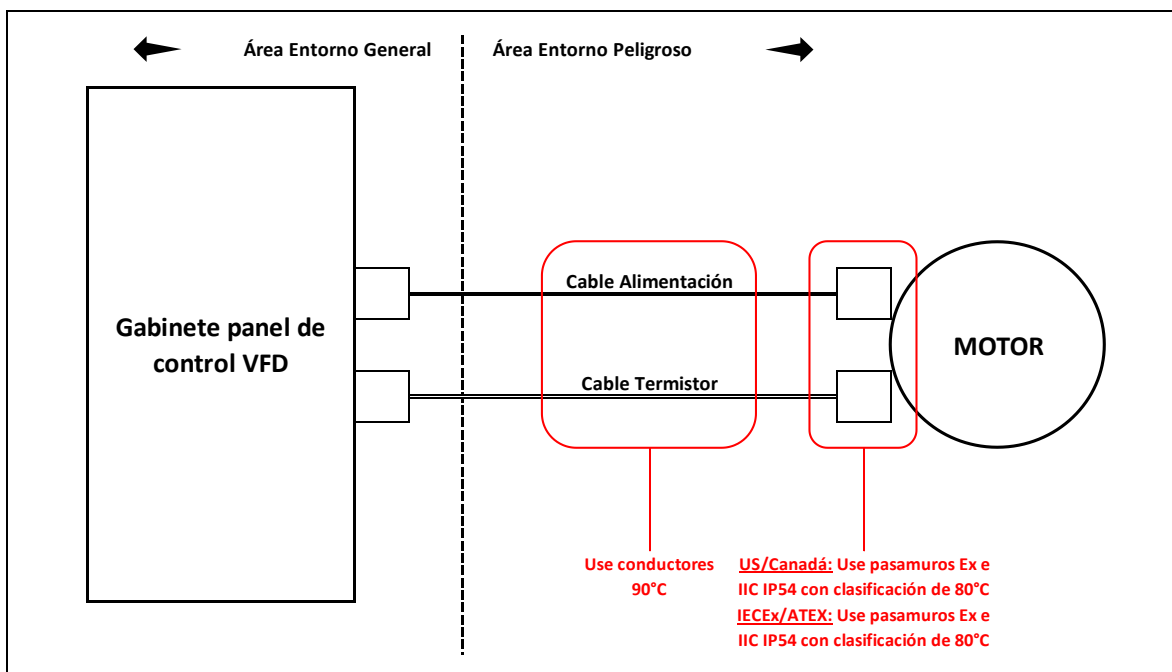 Área Entorno General
Área Entorno Peligroso
Gabinete panel de
control VFD
Cable Alimentación
Cable Termistor
MOTOR
Use conductores
90°C
US/Canadá: Use pasamuros Ex e
IIC IP54 con clasificación de 80°C
IECEx/ATEX: Use pasamuros Ex e
IIC IP54 con clasificación de 80°C